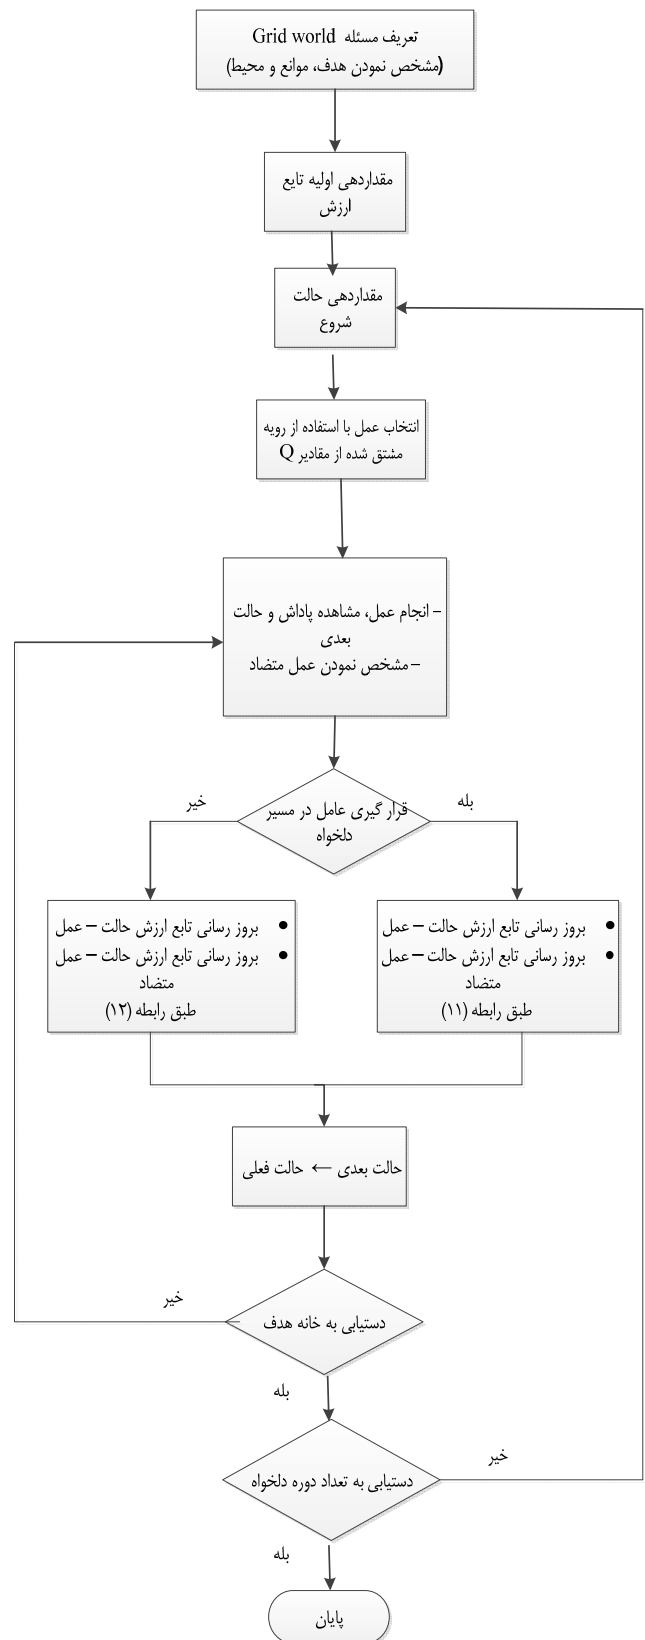 تعریف مسئله Grid world
(مشخص نمودن هدف، موانع و محیط)
مقداردهی اولیه تایع
ارزش
مقداردهی حالت
شروع
انتخاب عمل با استفاده از رویه
مشتق شده از مقادیر Q
– انجام عمل، مشاهده پاداش و حالت
بعدی
– مشخص نمودن عمل متضاد
قرار گیری عامل در مسیر
دلخواه
بله
خیر
● بروز رسانی تابع ارزش حالت – عمل
● بروز رسانی تابع ارزش حالت – عمل
متضاد
طبق رابطه (۱۱)
● بروز رسانی تابع ارزش حالت – عمل
● بروز رسانی تابع ارزش حالت – عمل
متضاد
طبق رابطه (۱۲)
حالت بعدی ← حالت فعلی
دستیابی به خانه هدف
خیر
بله
دستیابی به تعداد دوره دلخواه
خیر
بله
پایان